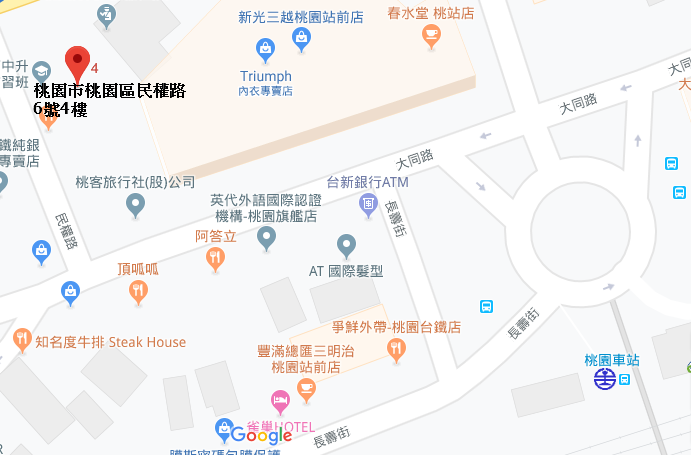 新光三越桃園站前店
春水堂 桃站店
中升
習班
4
桃園市桃園區民權路
6號4樓
Triumph
內衣專賣店
大同路
大同
大
鐵純銀
專賣店
桃客旅行社(股)公司
大同路
台新銀行ATM
英代外語國際認證
機構-桃園旗艦店
長壽街
民權路
阿答立
AT 國際髮型
頂呱呱
長壽街
爭鮮外帶-桃園台鐵店
知名度牛排 Steak House
豐滿總匯三明治
桃園站前店
桃園車站
雀巢HOTEL
Google
長壽街
R